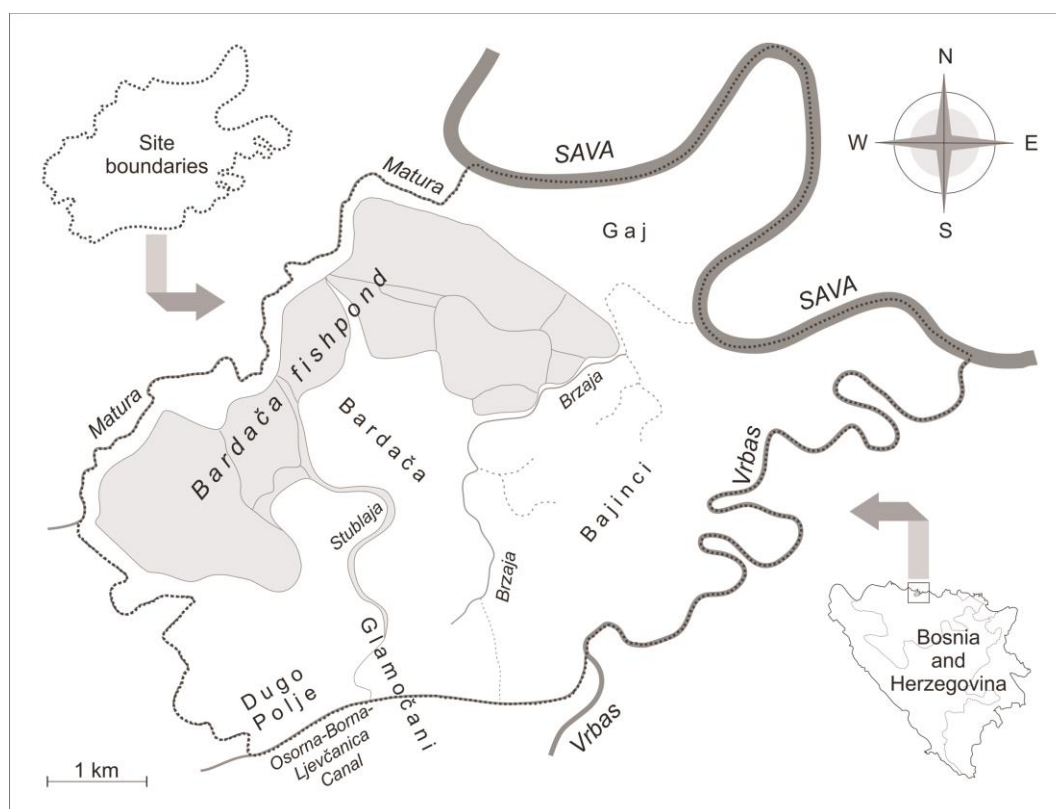 N
W
E
S
SAVA
Site
boundaries
Matura
Gaj
SAVA
Bardača fishpond
Brzaja
Matura
Bardača
Vrbas
Bajinci
Stublaja
Brzaja
Glamočani
Bosnia
and
Herzegovina
Dugo
Polje
Vrbas
Osorna-Borna-
Ljevčanica
Canal
1 km